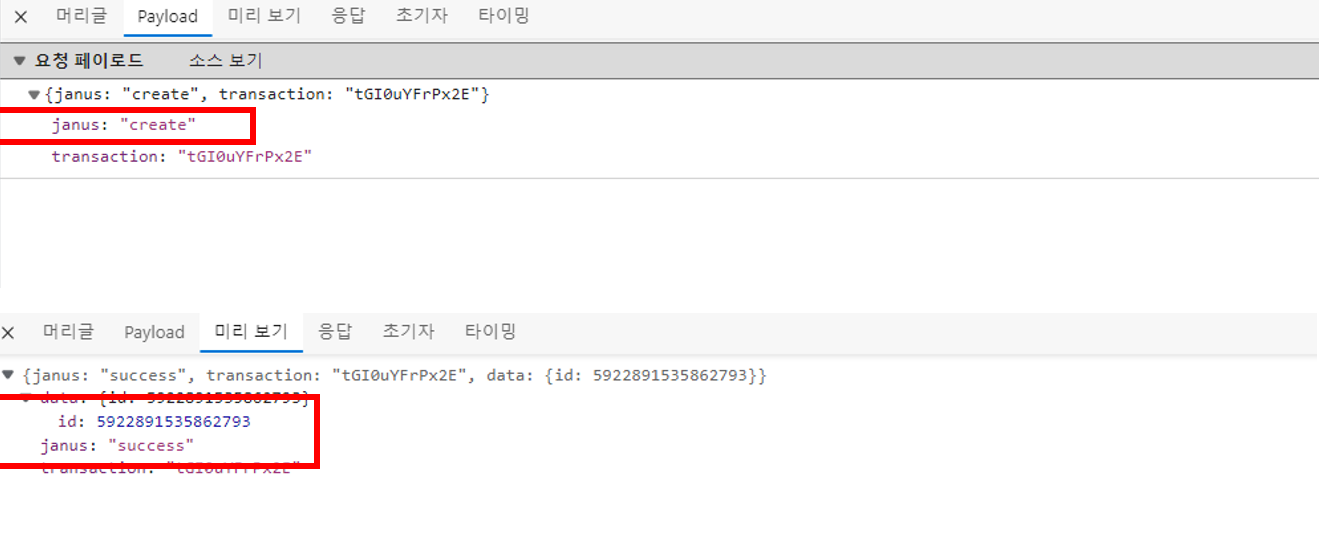 머리글 Payload 미리 보기 응답 초기자 타이밍
요청 페이로드 소스 보기
{janus: "create", transaction: "tGI0uYFrPx2E"}
janus: "create"
transaction: "tGI0uYFrPx2E"
머리글 Payload 미리 보기 응답 초기자 타이밍
{janus: "success", transaction: "tGI0uYFrPx2E", data: {id: 5922891535862793}}
data: {id: 5922891535862793}
id: 5922891535862793
janus: "success"
transaction: "tGI0uYFrPx2E"